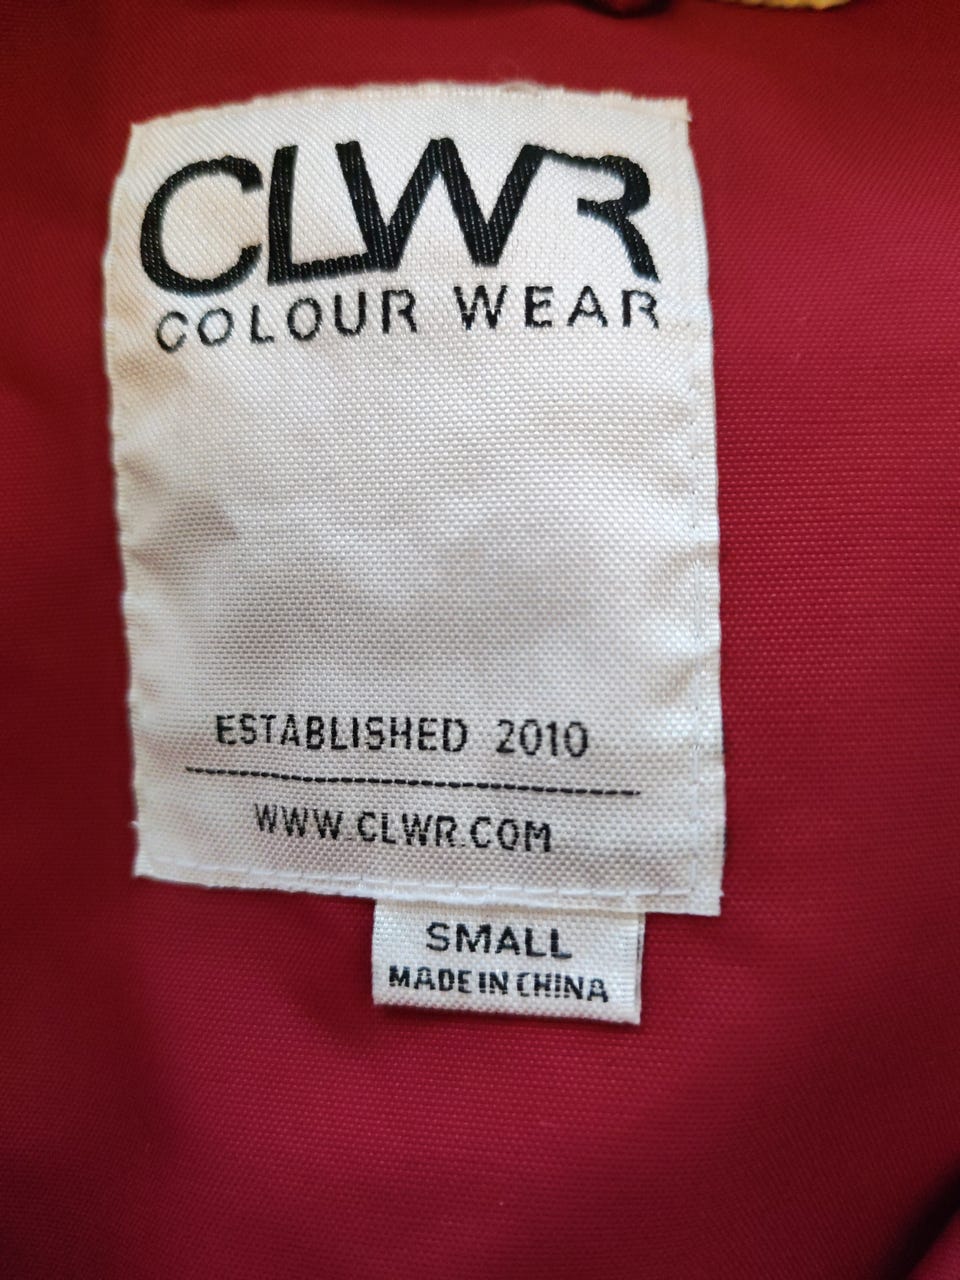 CLWR
COLOUR WEAR
ESTABLISHED 2010
WWW.CLWR.COM
SMALL
MADE IN CHINA